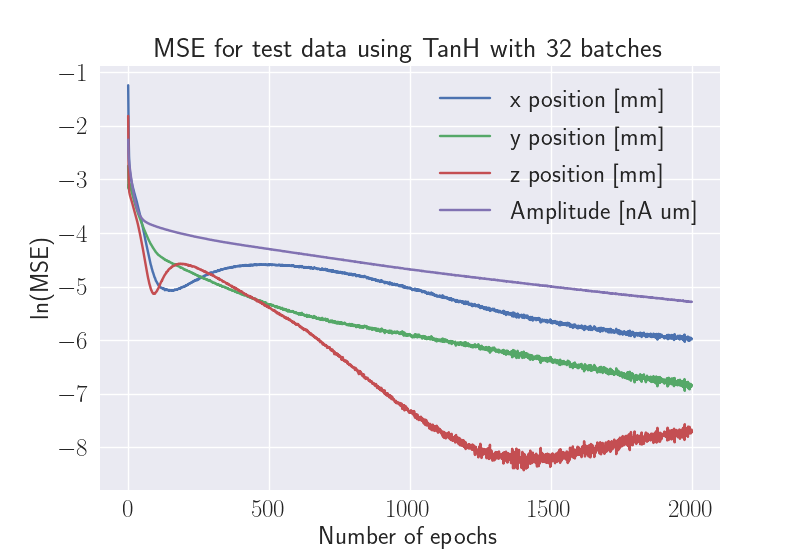 MSE for test data using TanH with 32 batches
−1
−2
−3
−4
−5
−6
−7
−8
ln(MSE)
x position [mm]
y position [mm]
z position [mm]
Amplitude [nA um]
0 500 1000 1500 2000
Number of epochs